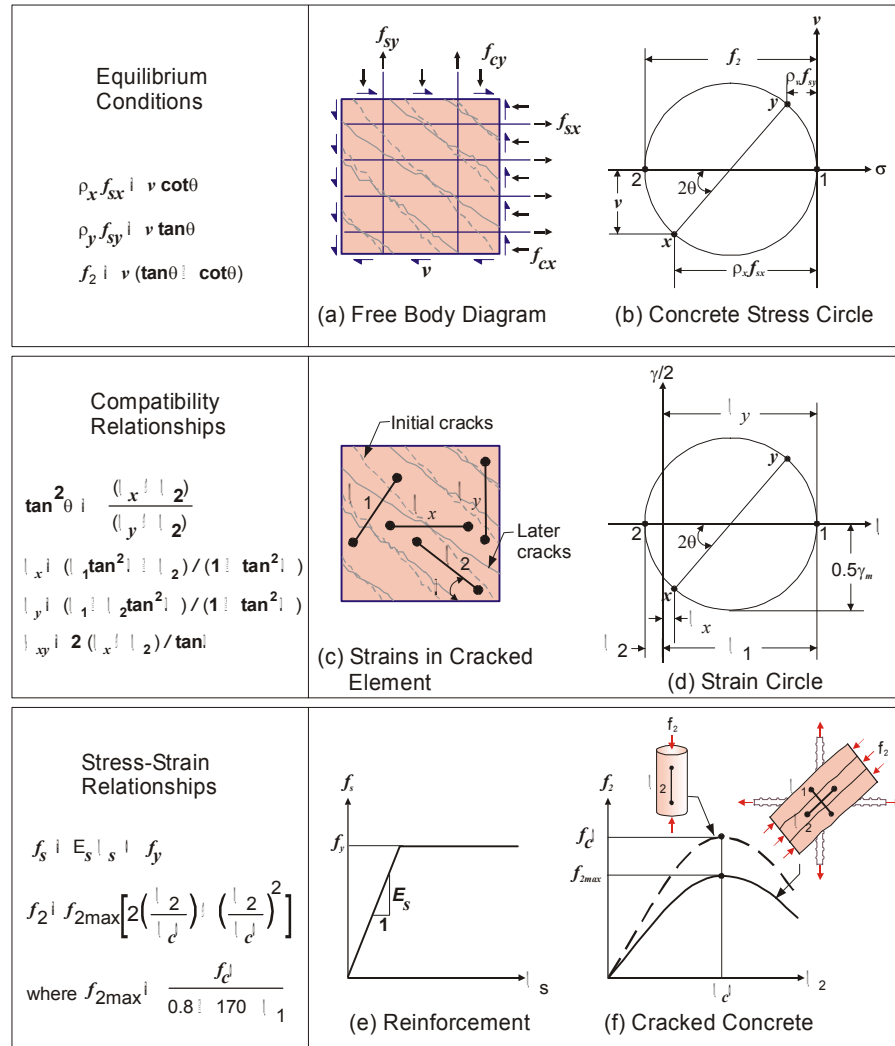 Equilibrium
Conditions
ρx fsx i v cotθ
ρy fsy i v tanθ
f2 i v (tanθ cotθ)
fsy
fcy
fsx
fcx
v
(a) Free Body Diagram
v
f2
ρv fsy
y
σ
2
1
2θ
v
x
ρx fsx
(b) Concrete Stress Circle
Compatibility
Relationships
tan2θ i
( x 2)
( y 2)
x i ( 1 tan2 2) / (1 tan2 )
y i ( 1 2 tan2 ) / (1 tan2 )
xy i 2 ( x 2) / tan
Initial cracks
1
x
y
2
Later
cracks
(c) Strains in Cracked
Element
γ/2
y
y
2
1
2θ
0.5γm
x
x
2
1
(d) Strain Circle
Stress-Strain
Relationships
fs i Es s fy
f2 i f2max [2( 2 / c ) ( 2 / c )2]
where f2max i fc / 0.8 170 1
fs
fy
Es
1
s
(e) Reinforcement
f2
f2
2
f2
1
2
fc
f2max
c
2
(f) Cracked Concrete